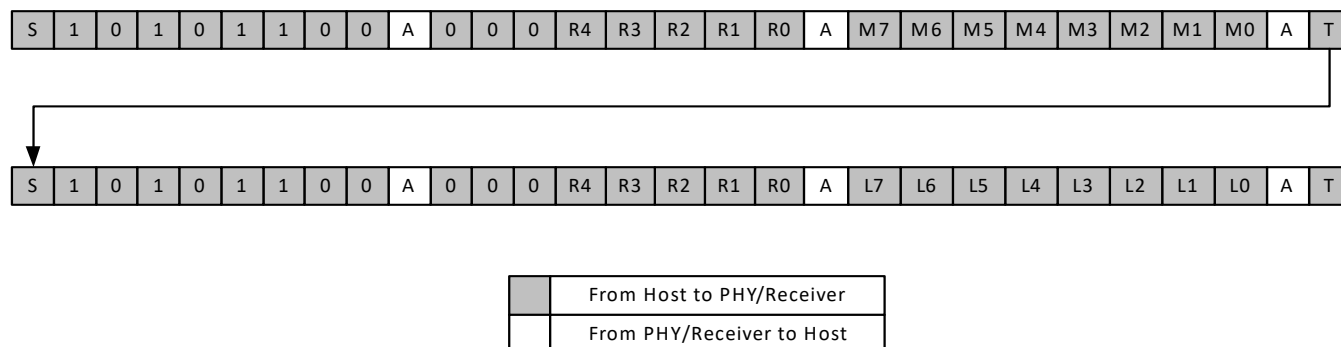 S 1 0 1 0 1 1 0 0 A 0 0 0 R4 R3 R2 R1 R0 A M7 M6 M5 M4 M3 M2 M1 M0 A T
S 1 0 1 0 1 1 0 0 A 0 0 0 R4 R3 R2 R1 R0 A L7 L6 L5 L4 L3 L2 L1 L0 A T
From Host to PHY/Receiver
From PHY/Receiver to Host